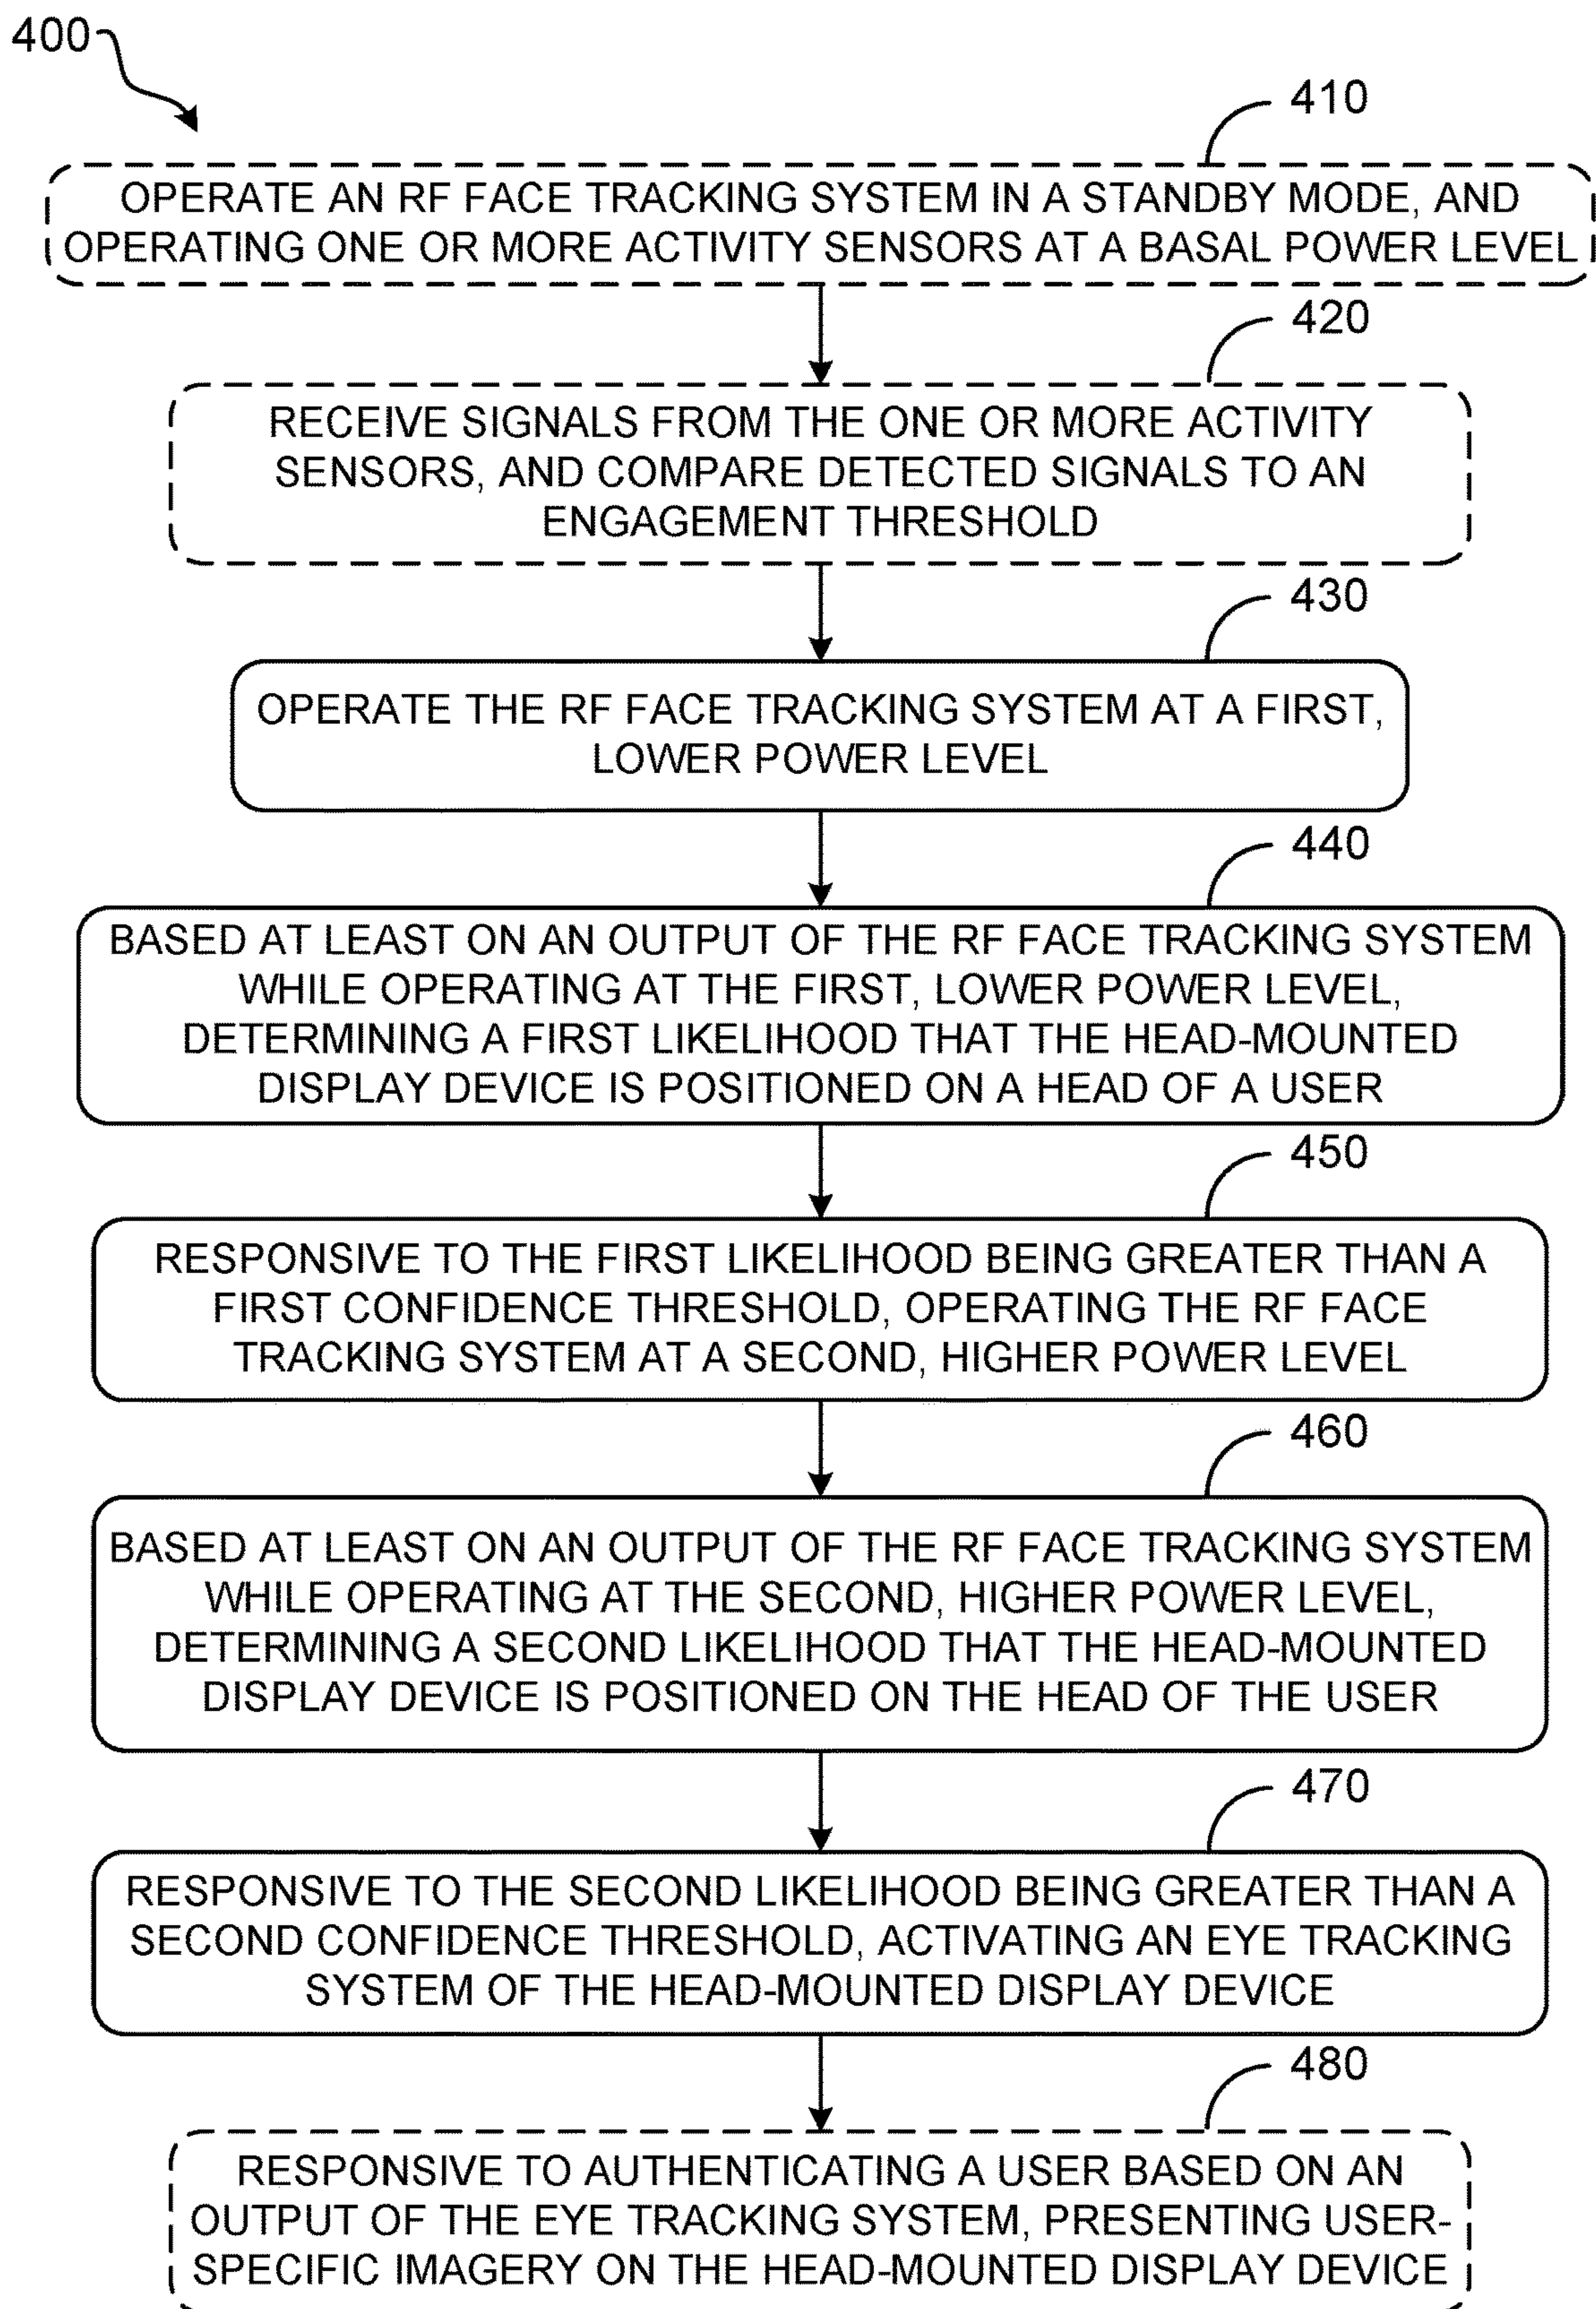 400
410
OPERATE AN RF FACE TRACKING SYSTEM IN A STANDBY MODE, AND
OPERATING ONE OR MORE ACTIVITY SENSORS AT A BASAL POWER LEVEL
420
RECEIVE SIGNALS FROM THE ONE OR MORE ACTIVITY
SENSORS, AND COMPARE DETECTED SIGNALS TO AN
ENGAGEMENT THRESHOLD
430
OPERATE THE RF FACE TRACKING SYSTEM AT A FIRST,
LOWER POWER LEVEL
440
BASED AT LEAST ON AN OUTPUT OF THE RF FACE TRACKING SYSTEM
WHILE OPERATING AT THE FIRST, LOWER POWER LEVEL,
DETERMINING A FIRST LIKELIHOOD THAT THE HEAD-MOUNTED
DISPLAY DEVICE IS POSITIONED ON A HEAD OF A USER
450
RESPONSIVE TO THE FIRST LIKELIHOOD BEING GREATER THAN A
FIRST CONFIDENCE THRESHOLD, OPERATING THE RF FACE
TRACKING SYSTEM AT A SECOND, HIGHER POWER LEVEL
460
BASED AT LEAST ON AN OUTPUT OF THE RF FACE TRACKING SYSTEM
WHILE OPERATING AT THE SECOND, HIGHER POWER LEVEL,
DETERMINING A SECOND LIKELIHOOD THAT THE HEAD-MOUNTED
DISPLAY DEVICE IS POSITIONED ON THE HEAD OF THE USER
470
RESPONSIVE TO THE SECOND LIKELIHOOD BEING GREATER THAN A
SECOND CONFIDENCE THRESHOLD, ACTIVATING AN EYE TRACKING
SYSTEM OF THE HEAD-MOUNTED DISPLAY DEVICE
480
RESPONSIVE TO AUTHENTICATING A USER BASED ON AN
OUTPUT OF THE EYE TRACKING SYSTEM, PRESENTING USER-
SPECIFIC IMAGERY ON THE HEAD-MOUNTED DISPLAY DEVICE